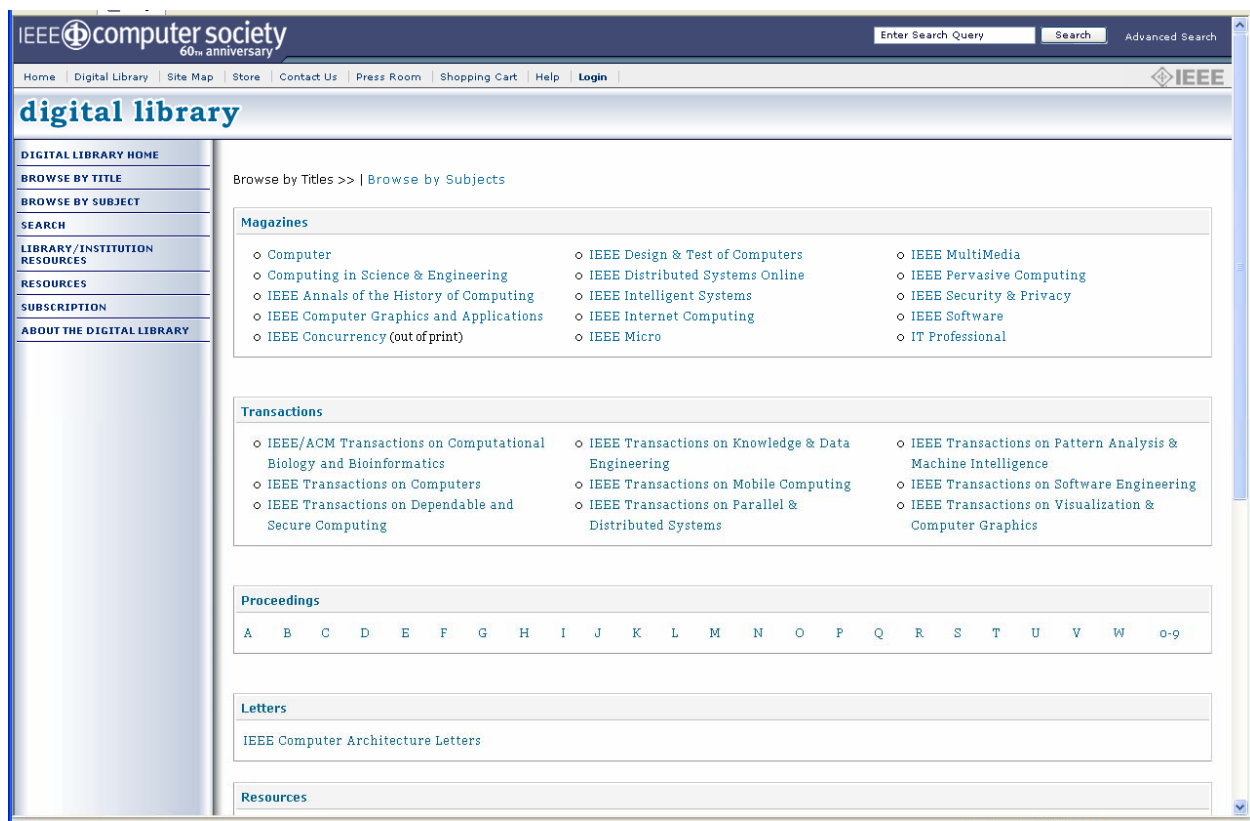 IEEE computer society
60TH anniversary
Enter Search Query
Search
Advanced Search
Home
Digital Library
Site Map
Store
Contact Us
Press Room
Shopping Cart
Help
Login
IEEE
digital library
DIGITAL LIBRARY HOME
BROWSE BY TITLE
BROWSE BY SUBJECT
SEARCH
LIBRARY/INSTITUTION
RESOURCES
RESOURCES
SUBSCRIPTION
ABOUT THE DIGITAL LIBRARY
Browse by Titles >> | Browse by Subjects
Magazines
Computer
Computing in Science & Engineering
IEEE Annals of the History of Computing
IEEE Computer Graphics and Applications
IEEE Concurrency (out of print)
IEEE Design & Test of Computers
IEEE Distributed Systems Online
IEEE Intelligent Systems
IEEE Internet Computing
IEEE Micro
IEEE MultiMedia
IEEE Pervasive Computing
IEEE Security & Privacy
IEEE Software
IT Professional
Transactions
IEEE/ACM Transactions on Computational
Biology and Bioinformatics
IEEE Transactions on Computers
IEEE Transactions on Dependable and
Secure Computing
IEEE Transactions on Knowledge & Data
Engineering
IEEE Transactions on Mobile Computing
IEEE Transactions on Parallel &
Distributed Systems
IEEE Transactions on Pattern Analysis &
Machine Intelligence
IEEE Transactions on Software Engineering
IEEE Transactions on Visualization &
Computer Graphics
Proceedings
A B C D E F G H I J K L M N O P Q R S T U V W 0-9
Letters
IEEE Computer Architecture Letters
Resources